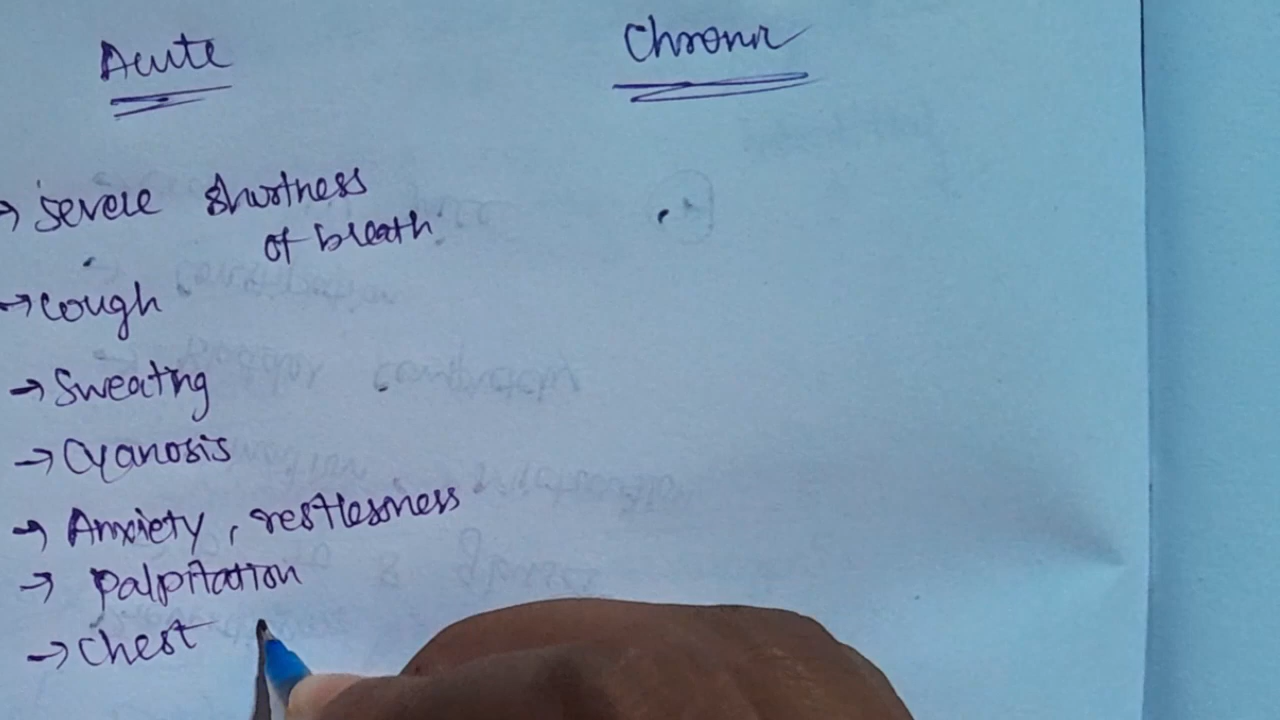 Acute
Chronic
→ Severe shortness
of breath
→ Cough
→ Sweating
→ Cyanosis
→ Anxiety, restlessness
→ Palpitation
→ Chest